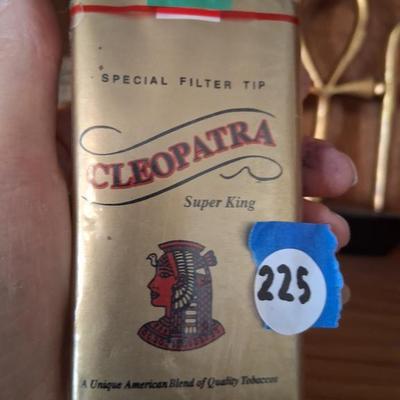 SPECIAL FILTER TIP
CLEOPATRA
Super King
225
A Unique American Blend of Quality Tobaccos